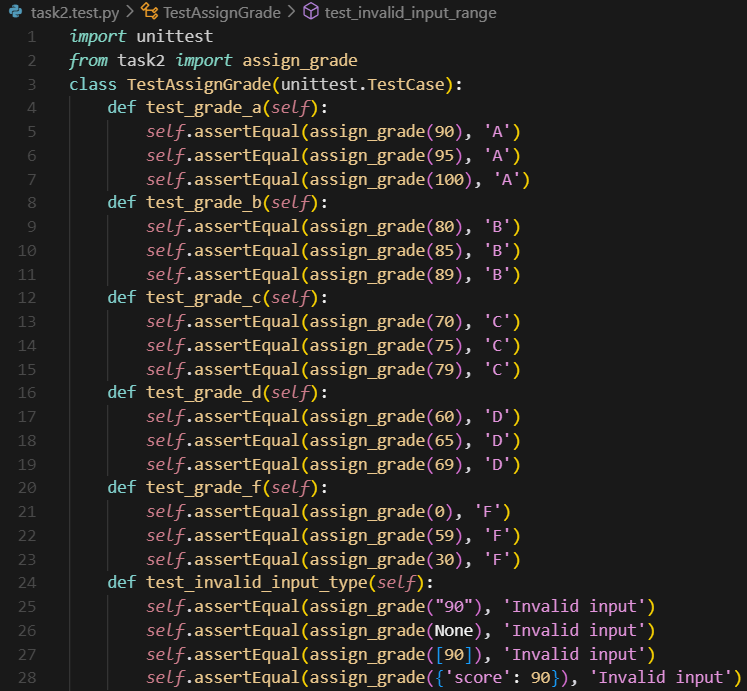 task2.test.py > TestAssignGrade > test_invalid_input_range
1 import unittest
2 from task2 import assign_grade
3 class TestAssignGrade(unittest.TestCase):
4     def test_grade_a(self):
5         self.assertEqual(assign_grade(90), 'A')
6         self.assertEqual(assign_grade(95), 'A')
7         self.assertEqual(assign_grade(100), 'A')
8     def test_grade_b(self):
9         self.assertEqual(assign_grade(80), 'B')
10         self.assertEqual(assign_grade(85), 'B')
11         self.assertEqual(assign_grade(89), 'B')
12     def test_grade_c(self):
13         self.assertEqual(assign_grade(70), 'C')
14         self.assertEqual(assign_grade(75), 'C')
15         self.assertEqual(assign_grade(79), 'C')
16     def test_grade_d(self):
17         self.assertEqual(assign_grade(60), 'D')
18         self.assertEqual(assign_grade(65), 'D')
19         self.assertEqual(assign_grade(69), 'D')
20     def test_grade_f(self):
21         self.assertEqual(assign_grade(0), 'F')
22         self.assertEqual(assign_grade(59), 'F')
23         self.assertEqual(assign_grade(30), 'F')
24     def test_invalid_input_type(self):
25         self.assertEqual(assign_grade("90"), 'Invalid input')
26         self.assertEqual(assign_grade(None), 'Invalid input')
27         self.assertEqual(assign_grade([90]), 'Invalid input')
28         self.assertEqual(assign_grade({'score': 90}), 'Invalid input')